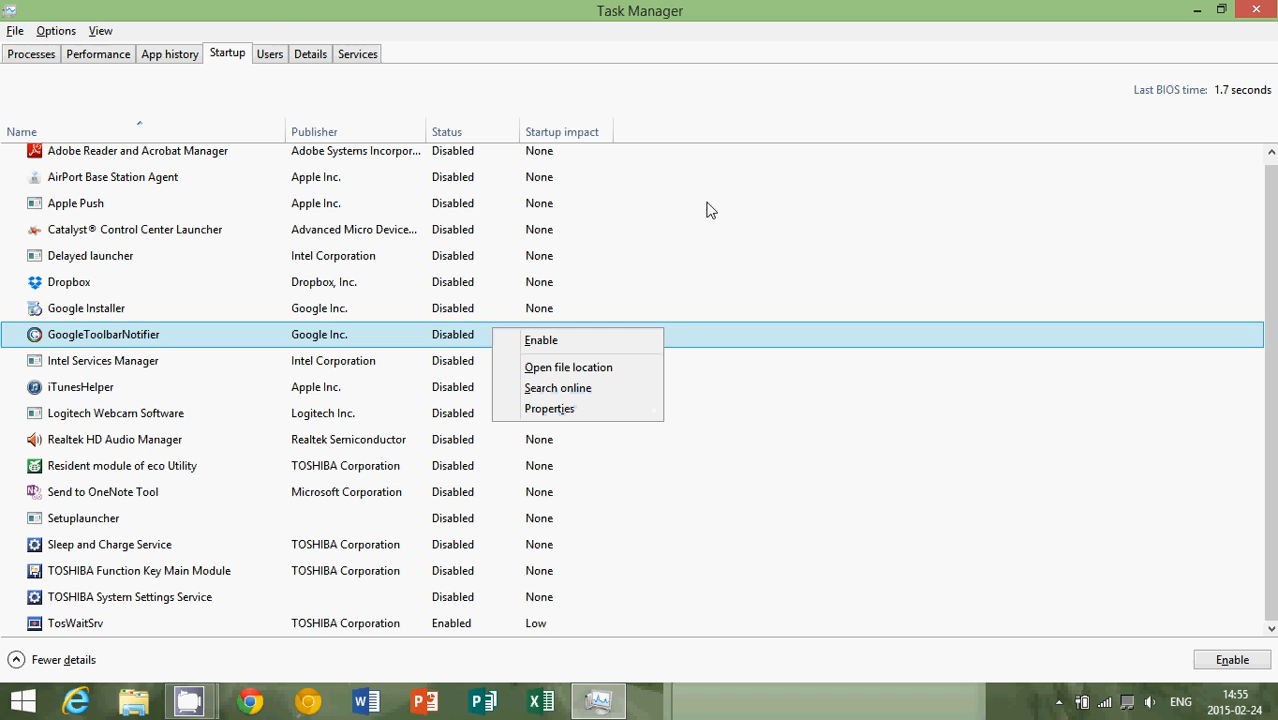 Task Manager
File Options View
Processes Performance App history Startup Users Details Services
Last BIOS time: 1.7 seconds
Name Publisher Status Startup impact
Adobe Reader and Acrobat Manager Adobe Systems Incorpor... Disabled None
AirPort Base Station Agent Apple Inc. Disabled None
Apple Push Apple Inc. Disabled None
Catalyst® Control Center Launcher Advanced Micro Device... Disabled None
Delayed launcher Intel Corporation Disabled None
Dropbox Dropbox, Inc. Disabled None
Google Installer Google Inc. Disabled None
GoogleToolbarNotifier Google Inc. Disabled
Enable
Open file location
Search online
Properties
Intel Services Manager Intel Corporation Disabled
iTunesHelper Apple Inc. Disabled
Logitech Webcam Software Logitech Inc. Disabled
Realtek HD Audio Manager Realtek Semiconductor Disabled None
Resident module of eco Utility TOSHIBA Corporation Disabled None
Send to OneNote Tool Microsoft Corporation Disabled None
Setuplauncher Disabled None
Sleep and Charge Service TOSHIBA Corporation Disabled None
TOSHIBA Function Key Main Module TOSHIBA Corporation Disabled None
TOSHIBA System Settings Service Disabled None
TosWaitSrv TOSHIBA Corporation Enabled Low
Fewer details Enable
ENG
14:55
2015-02-24